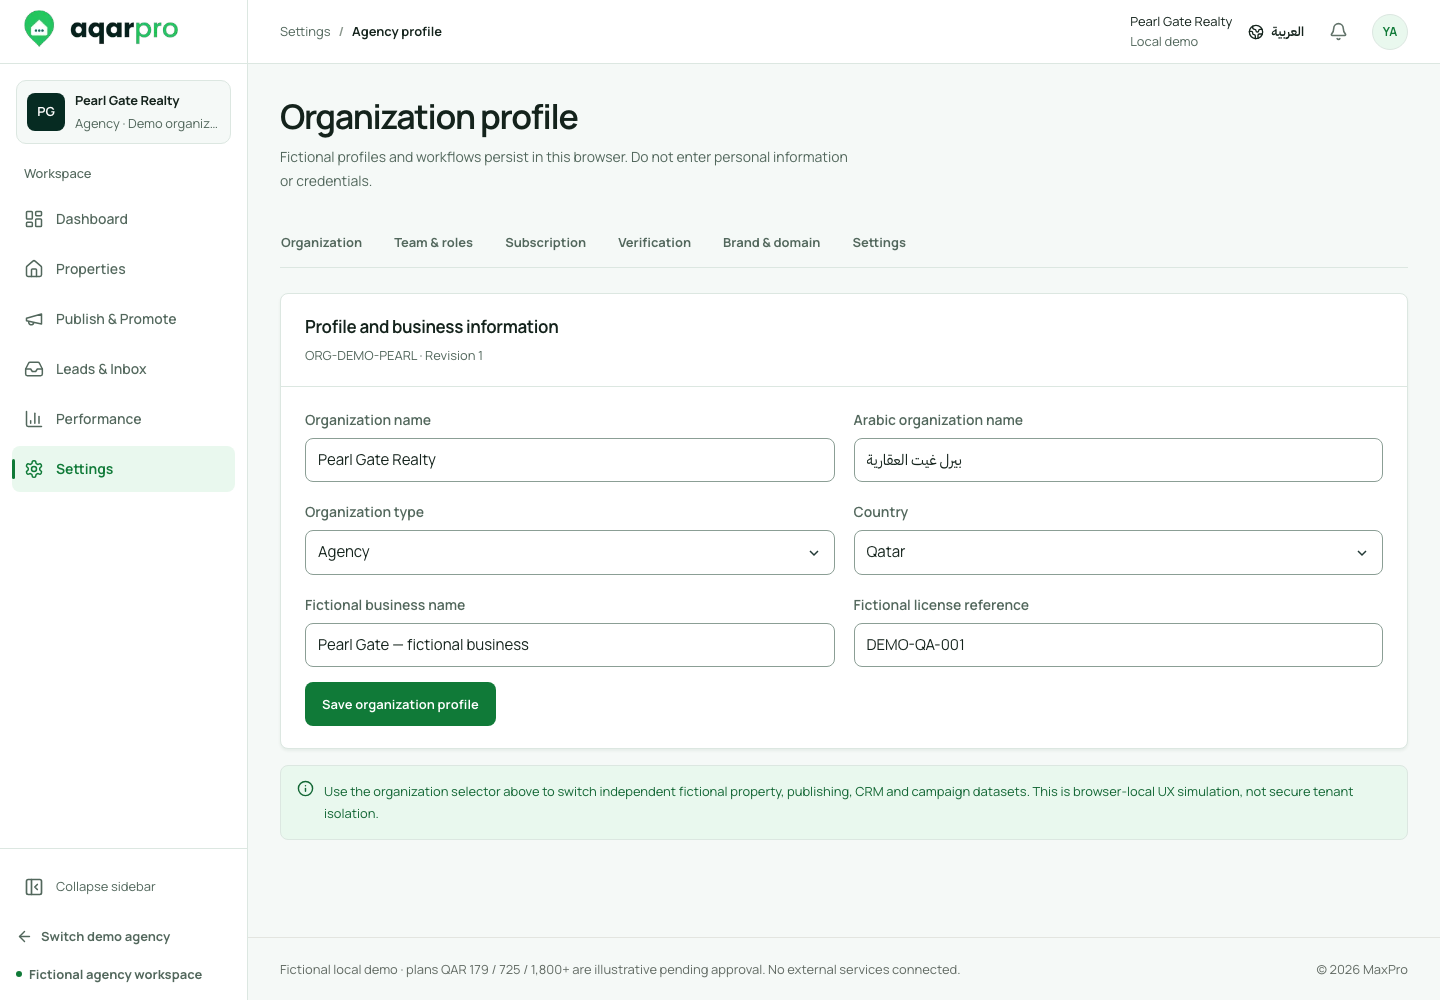 aqarpro
Settings / Agency profile
Pearl Gate Realty
Local demo
العربية
YA
PG
Pearl Gate Realty
Agency · Demo organiz...
Workspace
Dashboard
Properties
Publish & Promote
Leads & Inbox
Performance
Settings
Collapse sidebar
Switch demo agency
Fictional agency workspace
Organization profile
Fictional profiles and workflows persist in this browser. Do not enter personal information
or credentials.
Organization Team & roles Subscription Verification Brand & domain Settings
Profile and business information
ORG-DEMO-PEARL · Revision 1
Organization name
Pearl Gate Realty
Arabic organization name
بيرل غيت العقارية
Organization type
Agency
Country
Qatar
Fictional business name
Pearl Gate — fictional business
Fictional license reference
DEMO-QA-001
Save organization profile
Use the organization selector above to switch independent fictional property, publishing, CRM and campaign datasets. This is browser-local UX simulation, not secure tenant
isolation.
Fictional local demo · plans QAR 179 / 725 / 1,800+ are illustrative pending approval. No external services connected.
© 2026 MaxPro